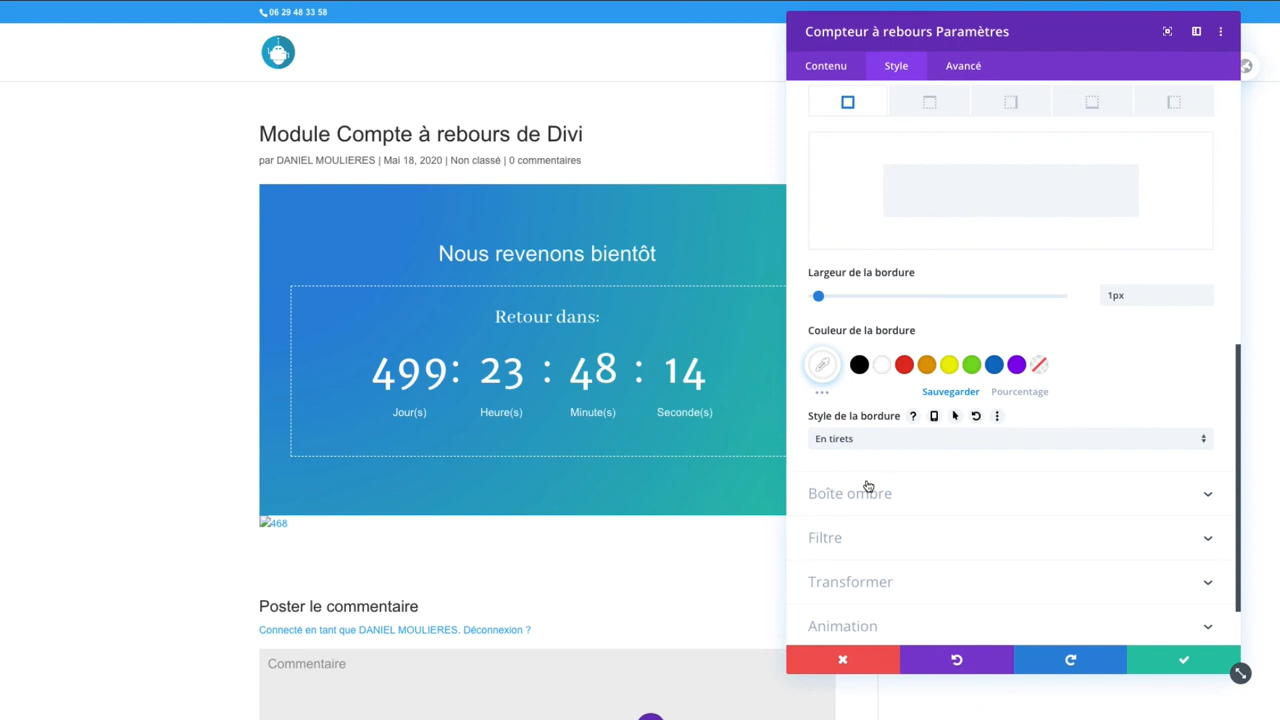 06 29 48 33 58
Compteur à rebours Paramètres
Contenu
Style
Avancé
Module Compte à rebours de Divi
par DANIEL MOULIERES | Mai 18, 2020 | Non classé | 0 commentaires
Nous revenons bientôt
Retour dans:
499: 23 : 48 : 14
Jour(s)
Heure(s)
Minute(s)
Seconde(s)
468
Poster le commentaire
Connecté en tant que DANIEL MOULIERES. Déconnexion ?
Commentaire
Largeur de la bordure
1px
Couleur de la bordure
Sauvegarder
Pourcentage
Style de la bordure
En tirets
Boîte ombre
Filtre
Transformer
Animation